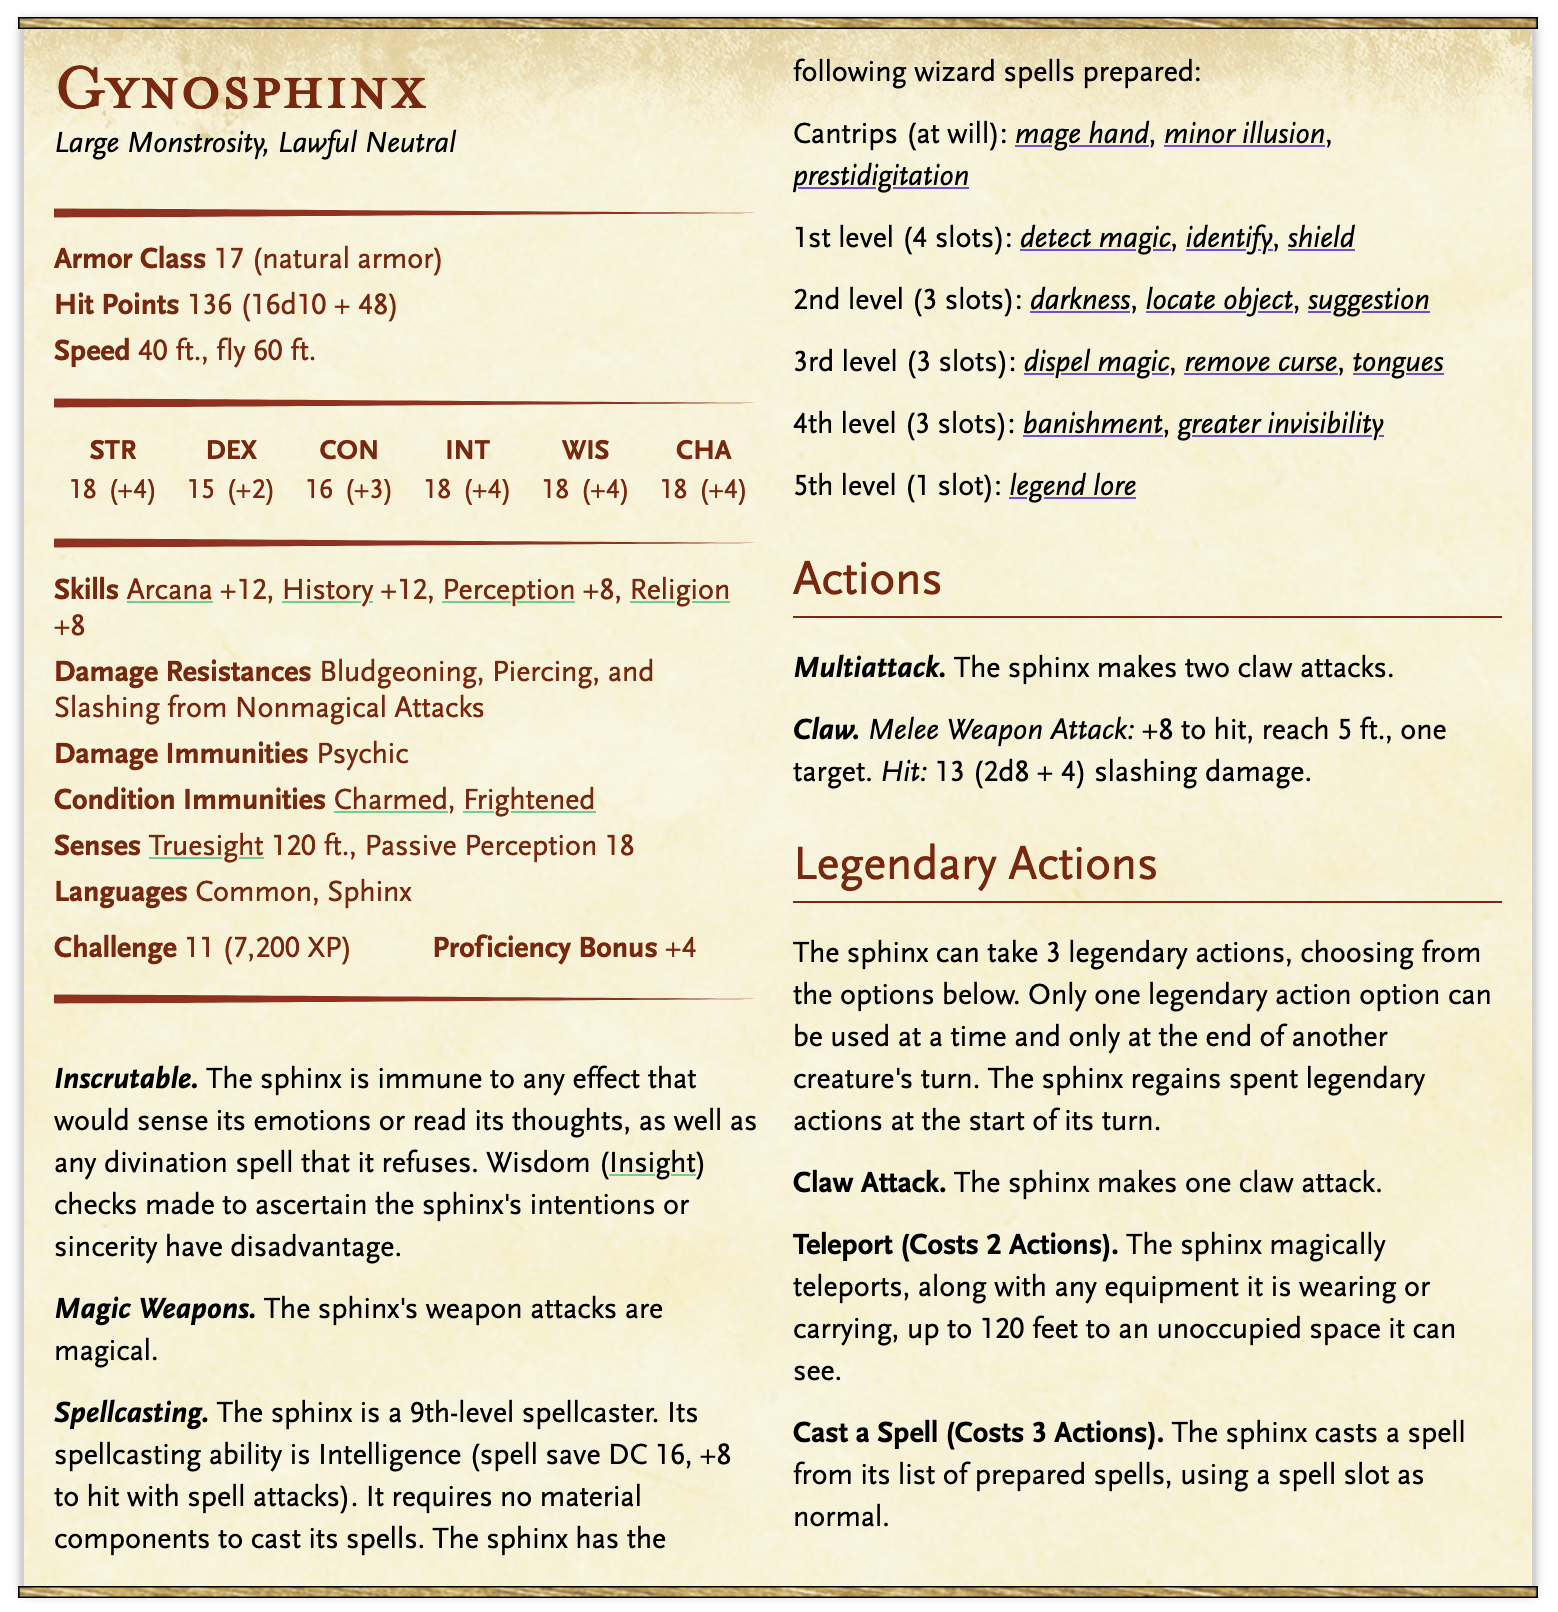 Gynosphinx
Large Monstrosity, Lawful Neutral
Armor Class 17 (natural armor)
Hit Points 136 (16d10 + 48)
Speed 40 ft., fly 60 ft.
STR DEX CON INT WIS CHA
18 (+4) 15 (+2) 16 (+3) 18 (+4) 18 (+4) 18 (+4)
Skills Arcana +12, History +12, Perception +8, Religion
+8
Damage Resistances Bludgeoning, Piercing, and
Slashing from Nonmagical Attacks
Damage Immunities Psychic
Condition Immunities Charmed, Frightened
Senses Truesight 120 ft., Passive Perception 18
Languages Common, Sphinx
Challenge 11 (7,200 XP) Proficiency Bonus +4
Inscrutable. The sphinx is immune to any effect that
would sense its emotions or read its thoughts, as well as
any divination spell that it refuses. Wisdom (Insight)
checks made to ascertain the sphinx's intentions or
sincerity have disadvantage.
Magic Weapons. The sphinx's weapon attacks are
magical.
Spellcasting. The sphinx is a 9th-level spellcaster. Its
spellcasting ability is Intelligence (spell save DC 16, +8
to hit with spell attacks). It requires no material
components to cast its spells. The sphinx has the
following wizard spells prepared:
Cantrips (at will): mage hand, minor illusion,
prestidigitation
1st level (4 slots): detect magic, identify, shield
2nd level (3 slots): darkness, locate object, suggestion
3rd level (3 slots): dispel magic, remove curse, tongues
4th level (3 slots): banishment, greater invisibility
5th level (1 slot): legend lore
Actions
Multiattack. The sphinx makes two claw attacks.
Claw. Melee Weapon Attack: +8 to hit, reach 5 ft., one
target. Hit: 13 (2d8 + 4) slashing damage.
Legendary Actions
The sphinx can take 3 legendary actions, choosing from
the options below. Only one legendary action option can
be used at a time and only at the end of another
creature's turn. The sphinx regains spent legendary
actions at the start of its turn.
Claw Attack. The sphinx makes one claw attack.
Teleport (Costs 2 Actions). The sphinx magically
teleports, along with any equipment it is wearing or
carrying, up to 120 feet to an unoccupied space it can
see.
Cast a Spell (Costs 3 Actions). The sphinx casts a spell
from its list of prepared spells, using a spell slot as
normal.